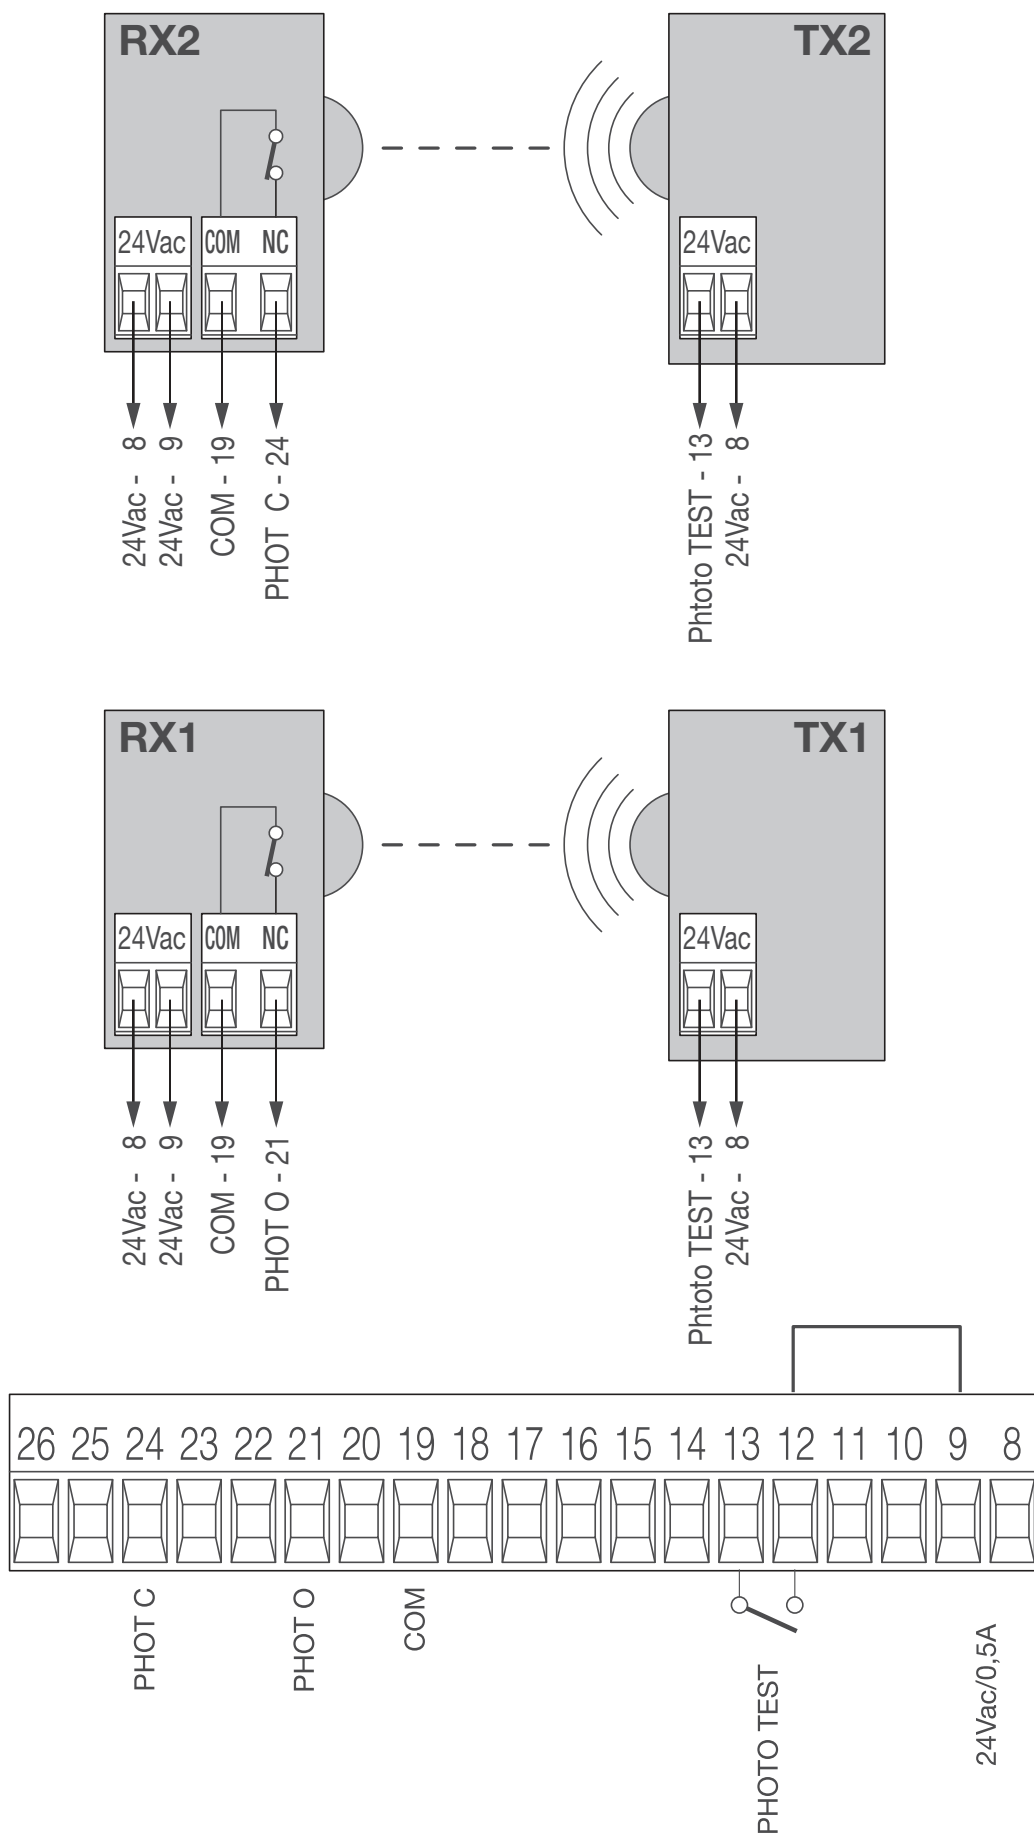 RX2
TX2
24Vac
COM
NC
24Vac
24Vac - 8
24Vac - 9
COM - 19
PHOT C - 24
Phtoto TEST - 13
24Vac - 8
RX1
TX1
24Vac
COM
NC
24Vac
24Vac - 8
24Vac - 9
COM - 19
PHOT O - 21
Phtoto TEST - 13
24Vac - 8
26 25 24 23 22 21 20 19 18 17 16 15 14 13 12 11 10 9 8
PHOT C
PHOT O
COM
PHOTO TEST
24Vac/0,5A